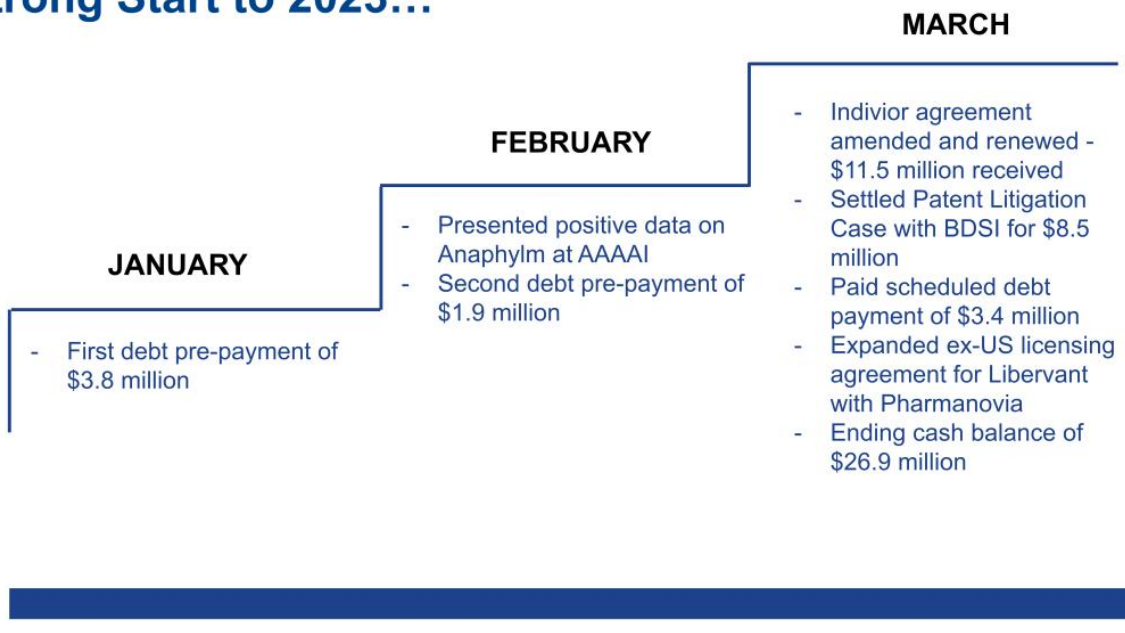 Start to 2023…
MARCH
- Indivior agreement
amended and renewed -
$11.5 million received
- Settled Patent Litigation
Case with BDSI for $8.5
million
- Paid scheduled debt
payment of $3.4 million
- Expanded ex-US licensing
agreement for Libervant
with Pharmanovia
- Ending cash balance of
$26.9 million
FEBRUARY
- Presented positive data on
Anaphylm at AAAAI
- Second debt pre-payment of
$1.9 million
JANUARY
- First debt pre-payment of
$3.8 million